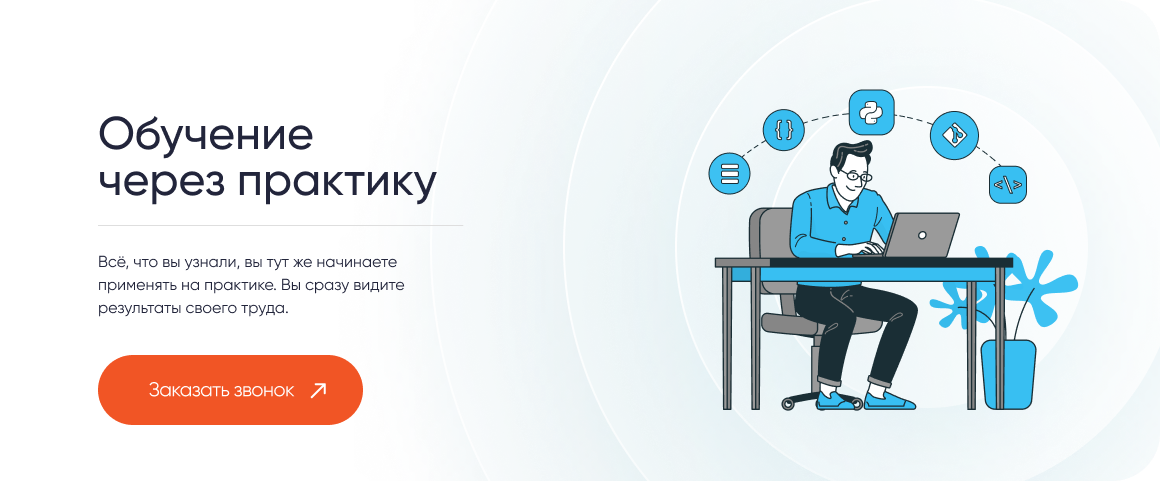 Обучение
через практику
Всё, что вы узнали, вы тут же начинаете
применять на практике. Вы сразу видите
результаты своего труда.
Заказать звонок